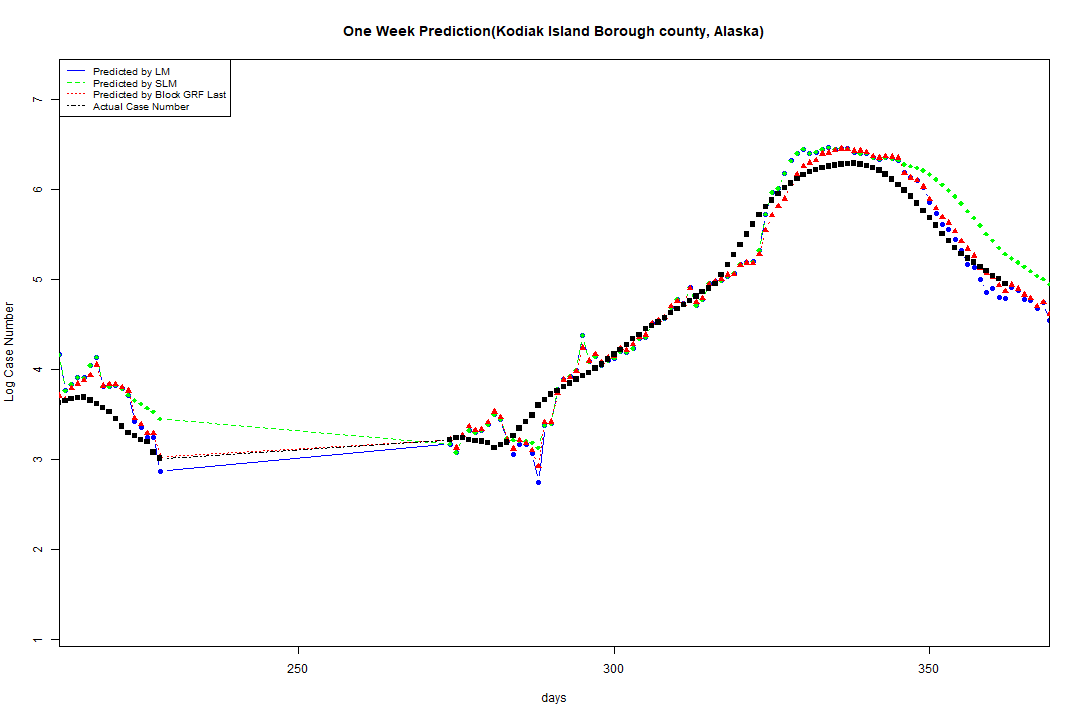 One Week Prediction(Kodiak Island Borough county, Alaska)
Predicted by LM
Predicted by SLM
Predicted by Block GRF Last
Actual Case Number
7
6
5
4
3
2
1
Log Case Number
250 300 350
days